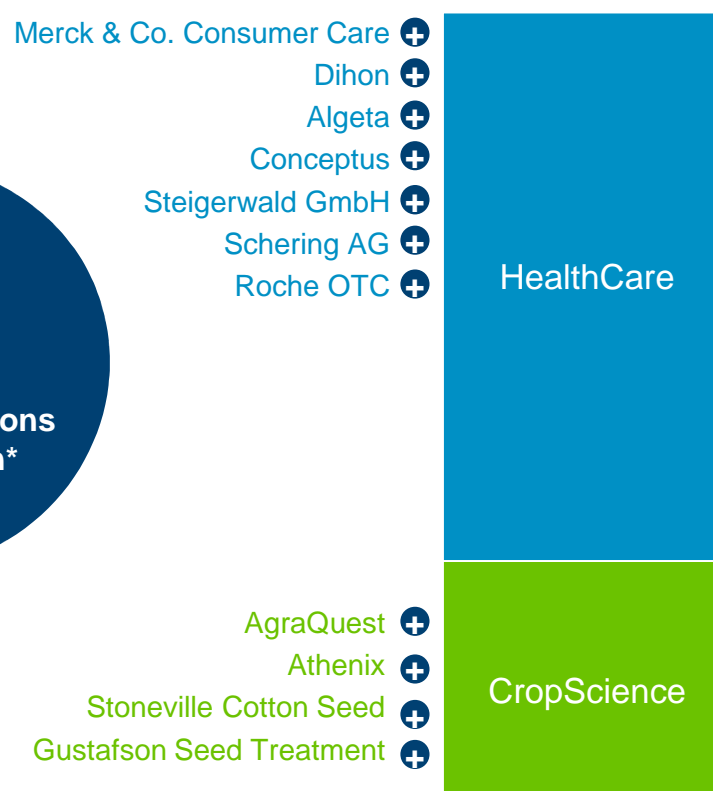 Merck & Co. Consumer Care
Dihon
Algeta
Conceptus
Steigerwald GmbH
Schering AG
Roche OTC
HealthCare
ons
*
AgraQuest
Athenix
Stoneville Cotton Seed
Gustafson Seed Treatment
CropScience